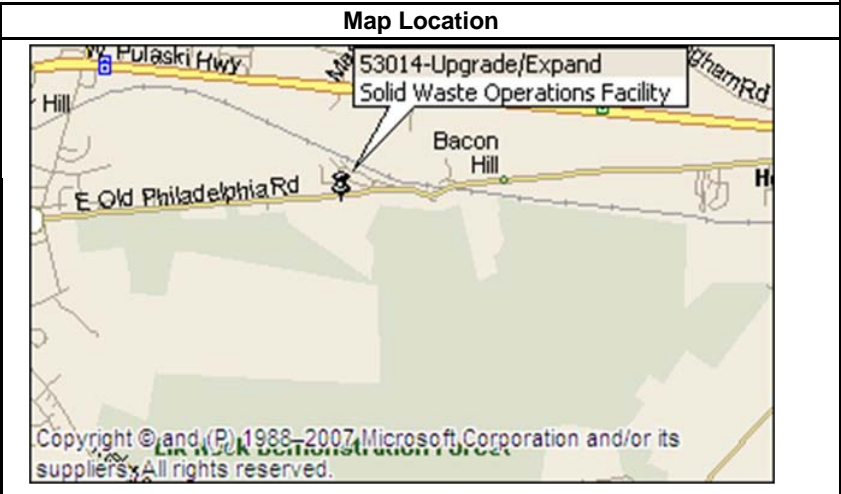 Map Location
W. Pulaski Hwy
53014-Upgrade/Expand
Solid Waste Operations Facility
Hill
Bacon
Hill
E Old Philadelphia Rd
Copyright © and (P) 1988–2007 Microsoft Corporation and/or its
suppliers. All rights reserved.